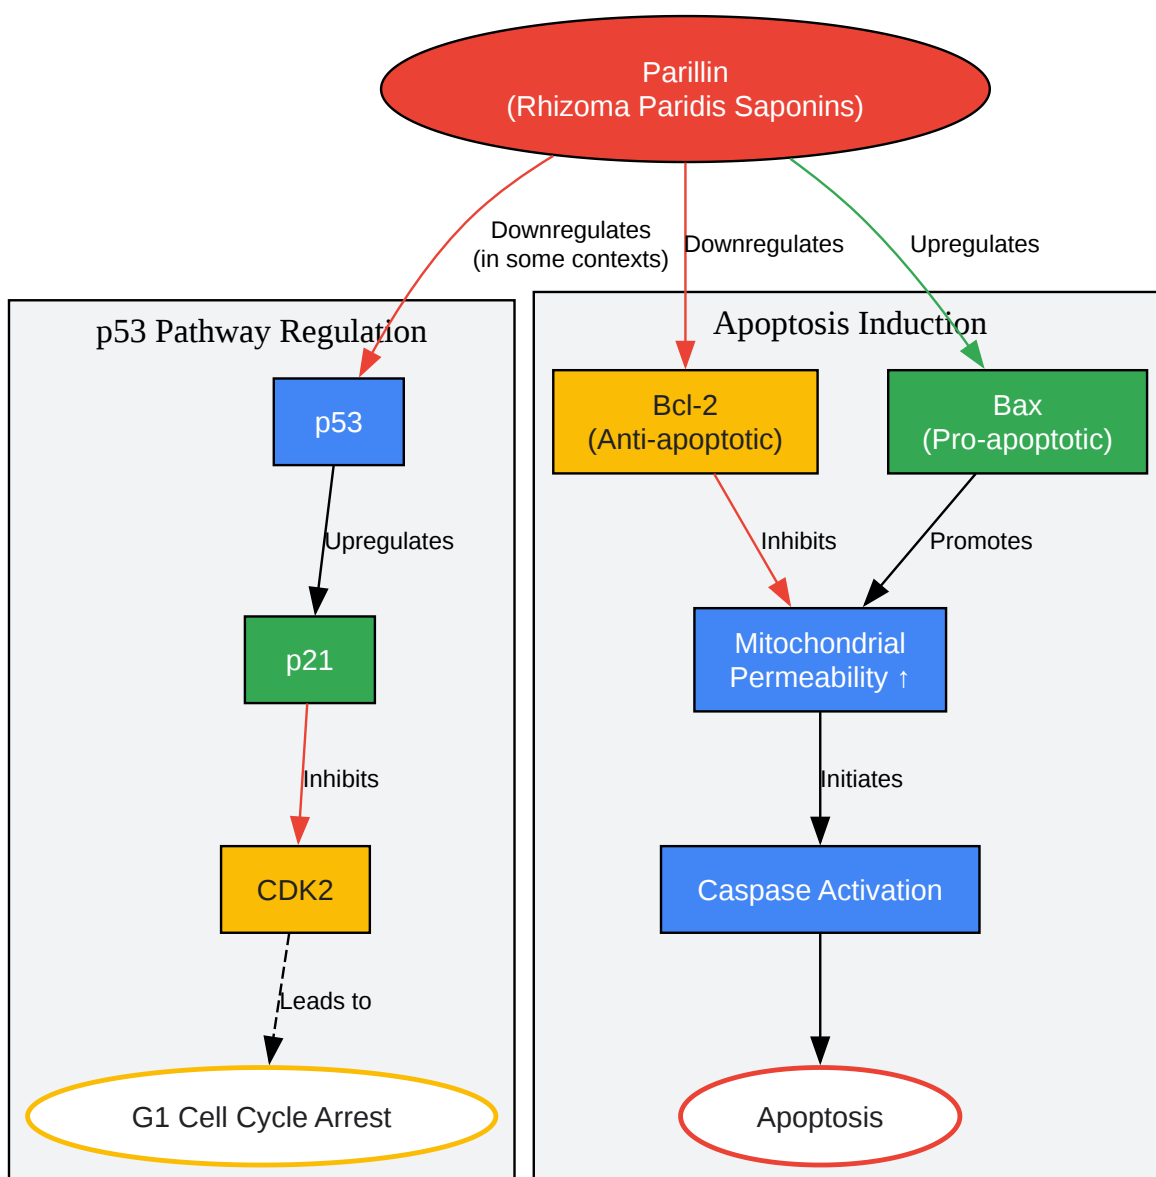 Parillin
(Rhizoma Paridis Saponins)
Downregulates
(in some contexts)
Downregulates
Upregulates
p53 Pathway Regulation
Apoptosis Induction
p53
Bcl-2
(Anti-apoptotic)
Bax
(Pro-apoptotic)
Upregulates
Inhibits
Promotes
p21
Mitochondrial
Permeability ↑
Inhibits
Initiates
CDK2
Caspase Activation
Leads to
G1 Cell Cycle Arrest
Apoptosis